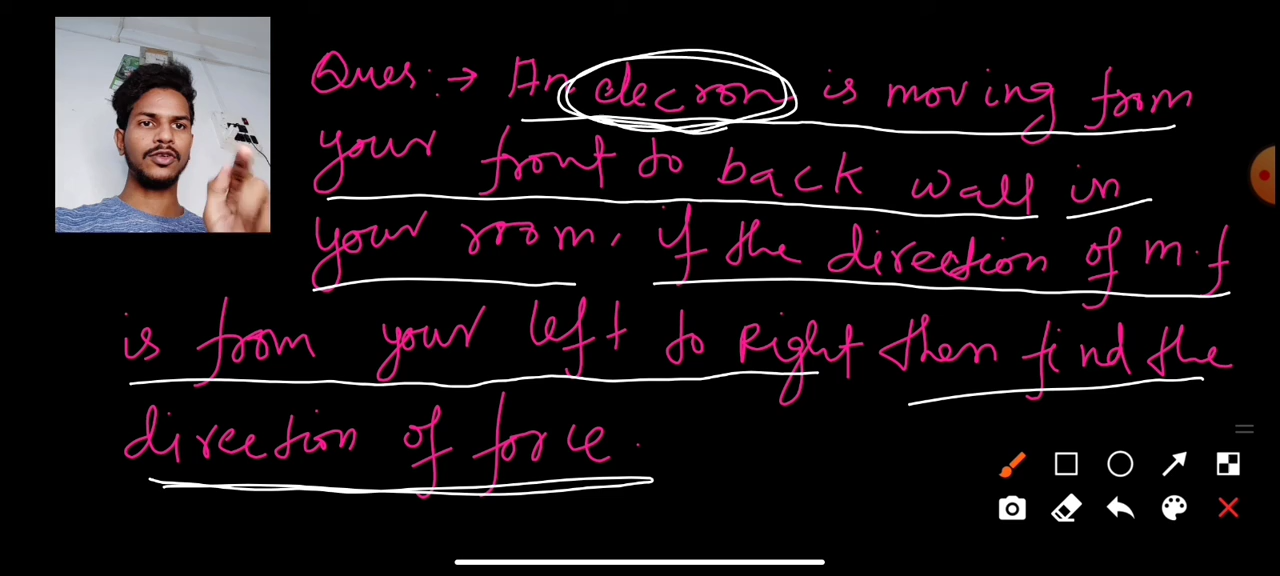 Ques:→ An elecron is moving from
your front to back wall in
your room, if the direction of m.f
is from your left to Right then find the
direction of force.